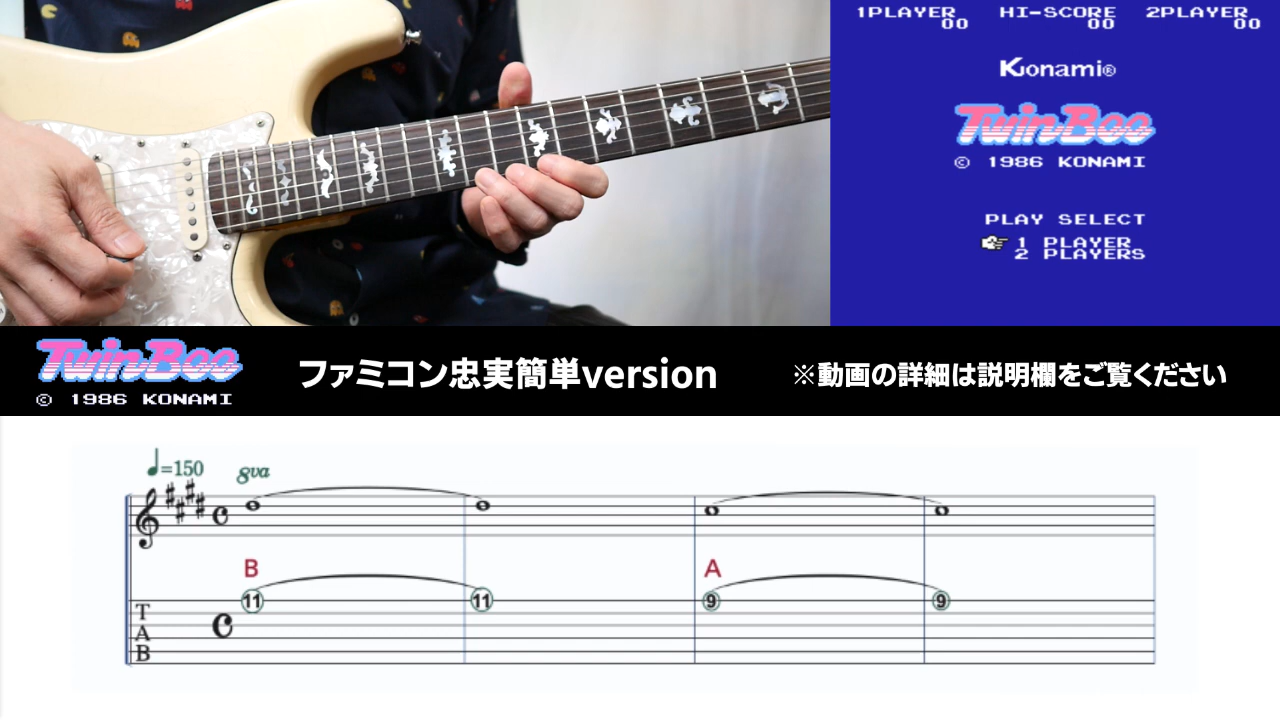 1PLAYER HI-SCORE 2PLAYER
00 00 00
Konami®
TwinBee
© 1986 KONAMI
PLAY SELECT
1 PLAYER
2 PLAYERS
TwinBee
© 1986 KONAMI
ファミコン忠実簡単version
※動画の詳細は説明欄をご覧ください
♩=150 8va
B A
11 11 9 9
T
A
B